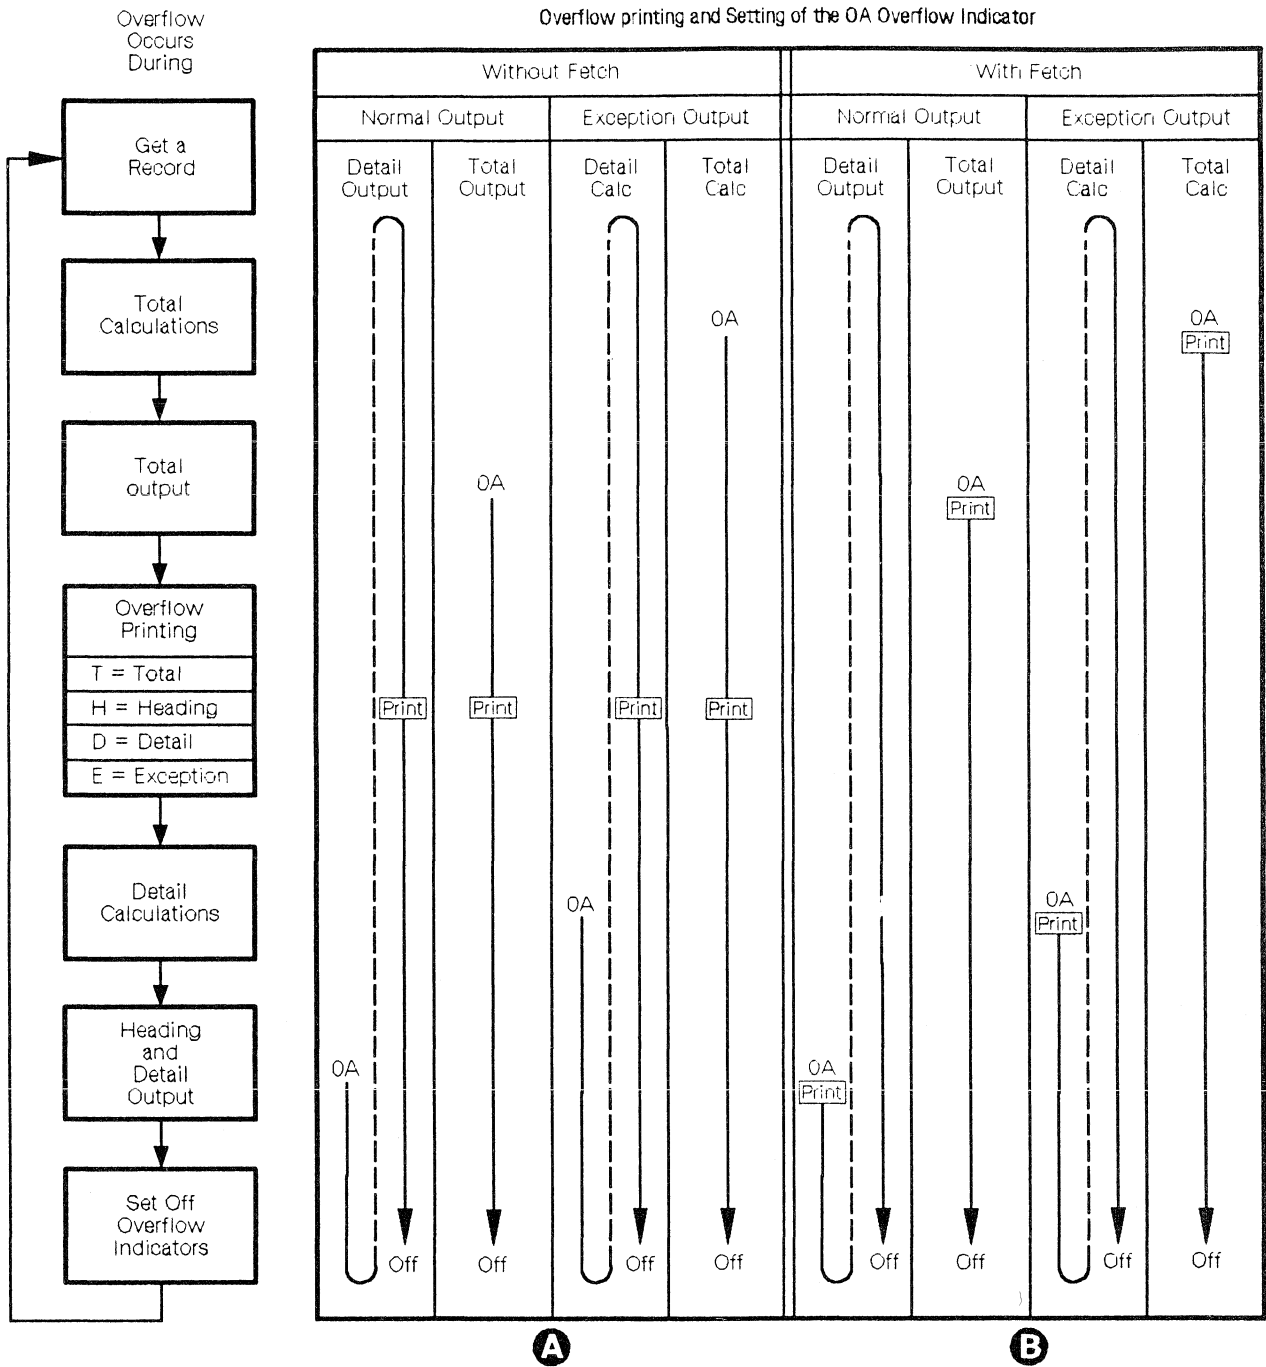 Overflow
Occurs
During
Overflow printing and Setting of the OA Overflow Indicator
Without Fetch
With Fetch
Normal Output
Exception Output
Normal Output
Exception Output
Detail
Output
Total
Output
Detail
Calc
Total
Calc
Detail
Output
Total
Output
Detail
Calc
Total
Calc
Get a
Record
Total
Calculations
OA
OA
Print
Total
output
OA
OA
Print
Overflow
Printing
T = Total
H = Heading
D = Detail
E = Exception
Print
Print
Print
Print
Detail
Calculations
OA
OA
Print
Heading
and
Detail
Output
OA
OA
Print
Set Off
Overflow
Indicators
Off
Off
Off
Off
Off
Off
Off
Off
A
B